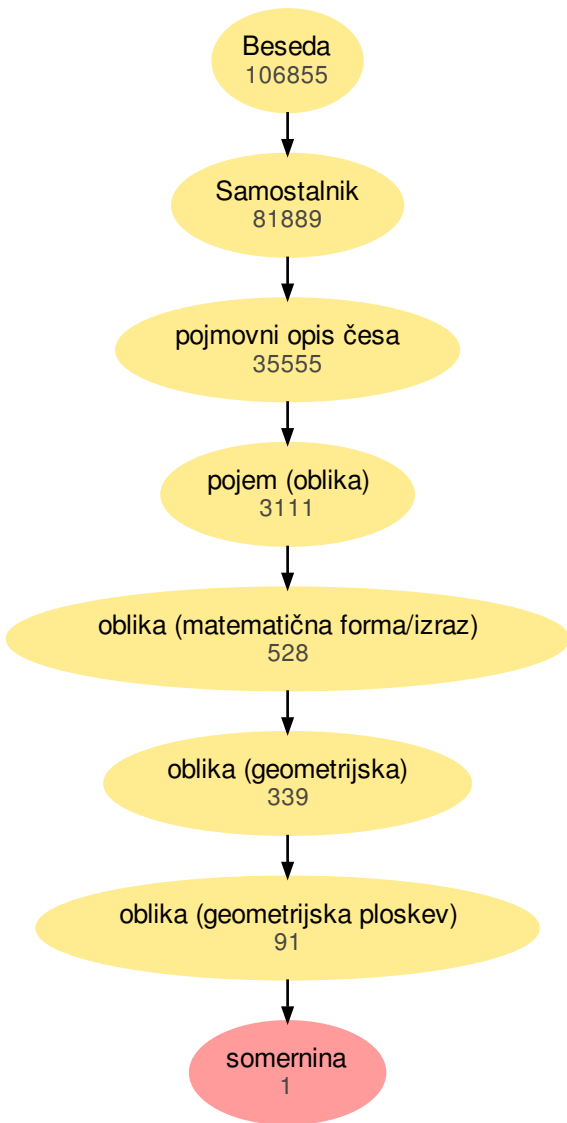 Beseda
106855
Samostalnik
81889
pojmovni opis česa
35555
pojem (oblika)
3111
oblika (matematična forma/izraz)
528
oblika (geometrijska)
339
oblika (geometrijska ploskev)
91
somernina
1